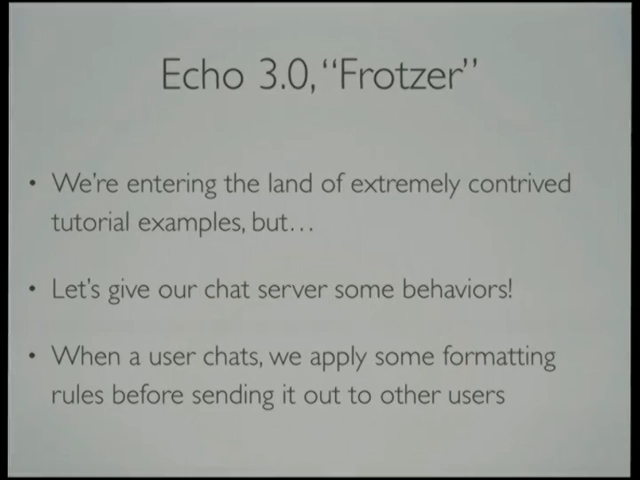 Echo 3.0, “Frotzer”
• We’re entering the land of extremely contrived
tutorial examples, but…
• Let’s give our chat server some behaviors!
• When a user chats, we apply some formatting
rules before sending it out to other users